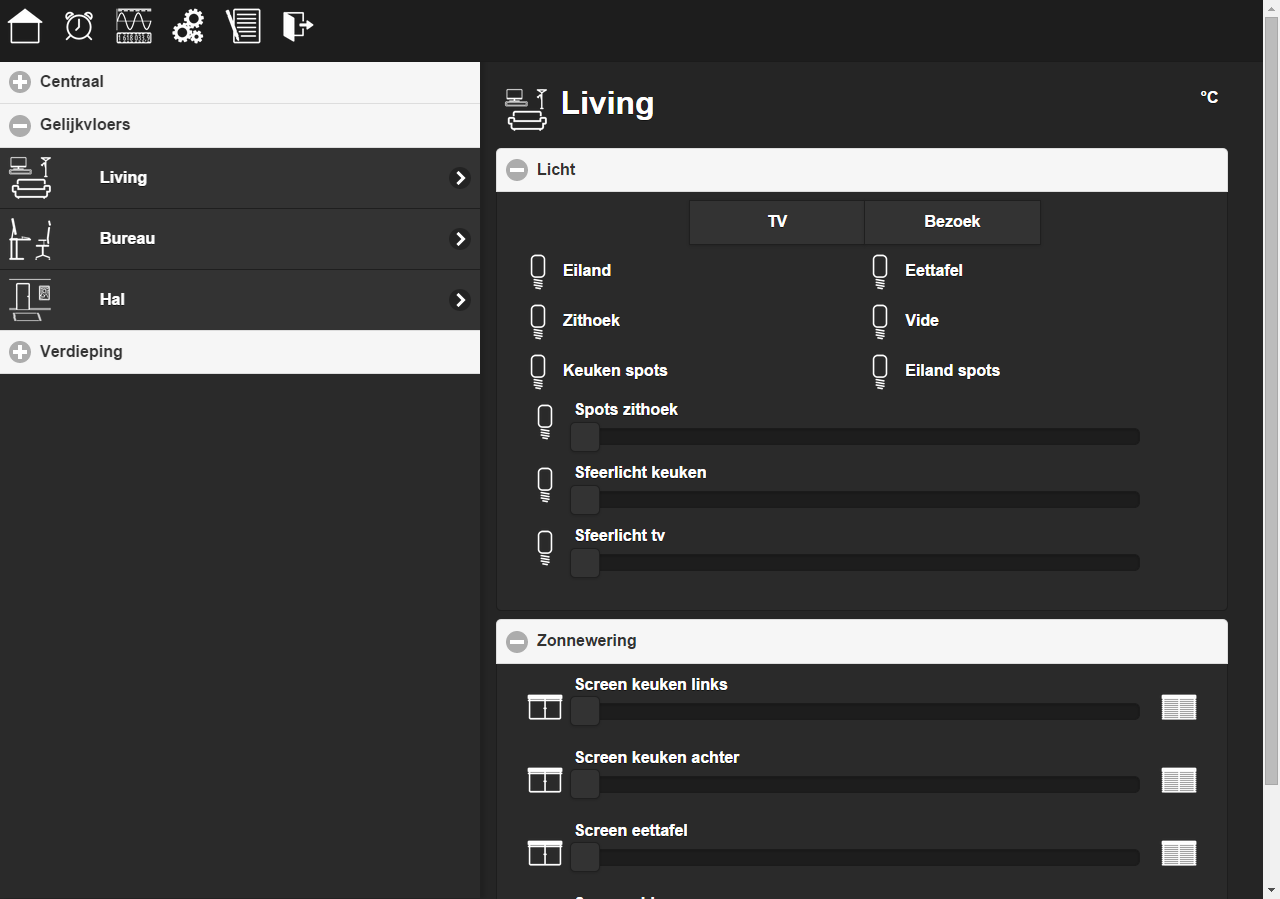 Centraal
Gelijkvloers
Living
Bureau
Hal
Verdieping
Living
°C
Licht
TV Bezoek
Eiland Eettafel
Zithoek Vide
Keuken spots Eiland spots
Spots zithoek
Sfeerlicht keuken
Sfeerlicht tv
Zonnewering
Screen keuken links
Screen keuken achter
Screen eettafel